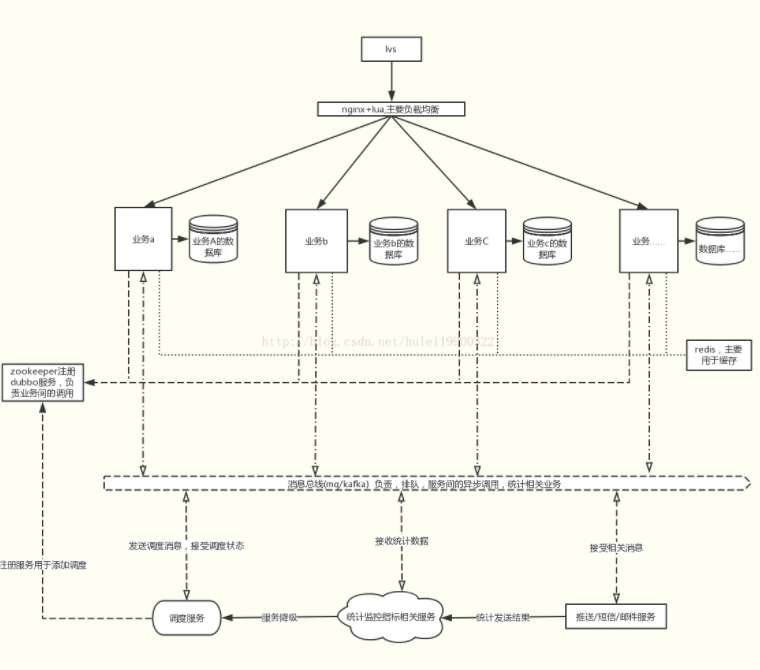 lvs
nginx+lua,主要负载均衡
业务a
业务A的数
据库
业务b
业务b的数
据库
业务C
业务c的数
据库
业务......
数据库......
http://blog.csdn.net/hulei19900322
redis，主要
用于缓存
zookeeper注册
dubbo服务，负
责业务间的调用
消息总线(mq/kafka) 负责，排队，服务间的异步调用，统计相关业务
发送调度消息，接受调度状态
接收统计数据
接受相关消息
注册服务用于添加调度
调度服务
服务降级
统计监控指标相关服务
统计发送结果
推送/短信/邮件服务